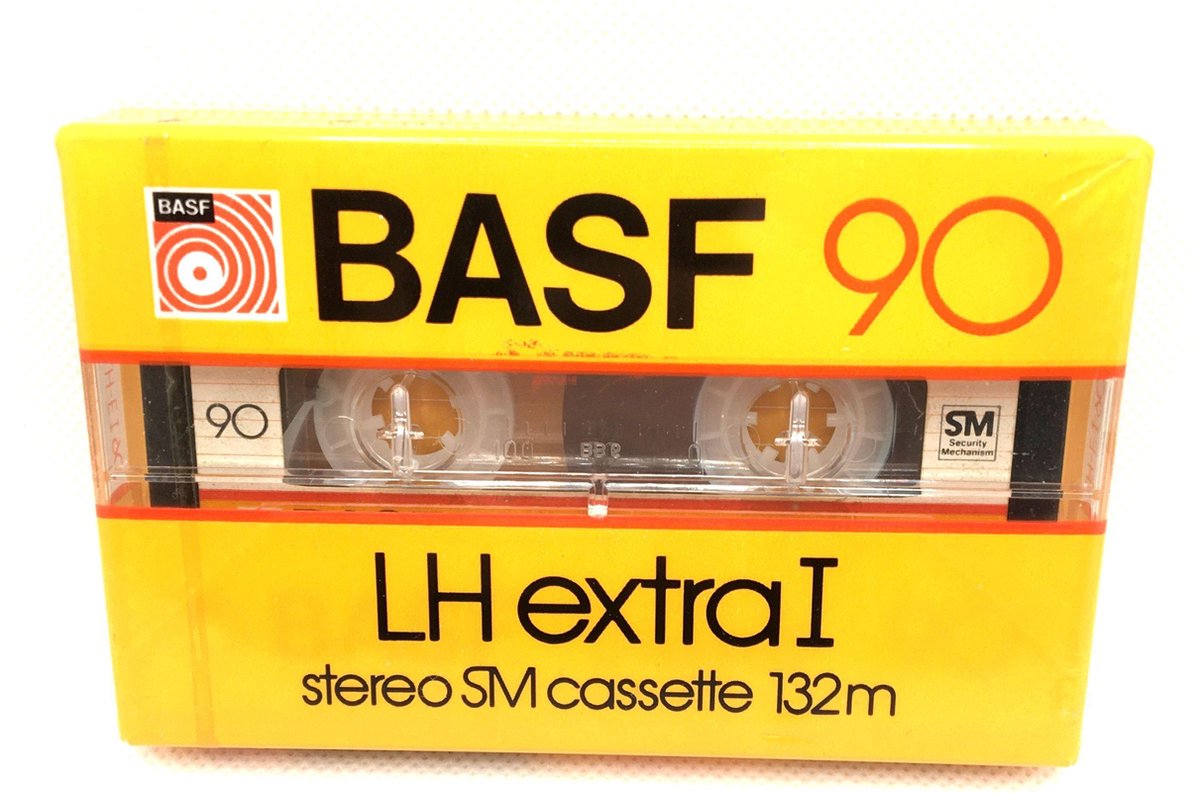 BASF
BASF 90
90
SM
Security
Mechanism
LH extra I
stereo SM cassette 132m